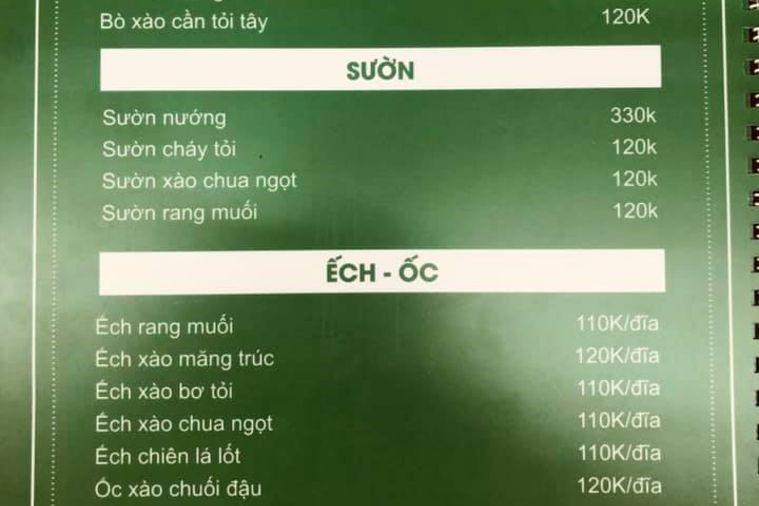 Bò xào cần tỏi tây 120K
SƯỜN
Sườn nướng 330k
Sườn cháy tỏi 120k
Sườn xào chua ngọt 120k
Sườn rang muối 120k
ẾCH - ỐC
Ếch rang muối 110K/đĩa
Ếch xào măng trúc 120K/đĩa
Ếch xào bơ tỏi 110K/đĩa
Ếch xào chua ngọt 110K/đĩa
Ếch chiên lá lốt 110K/đĩa
Ốc xào chuối đậu 120K/đĩa